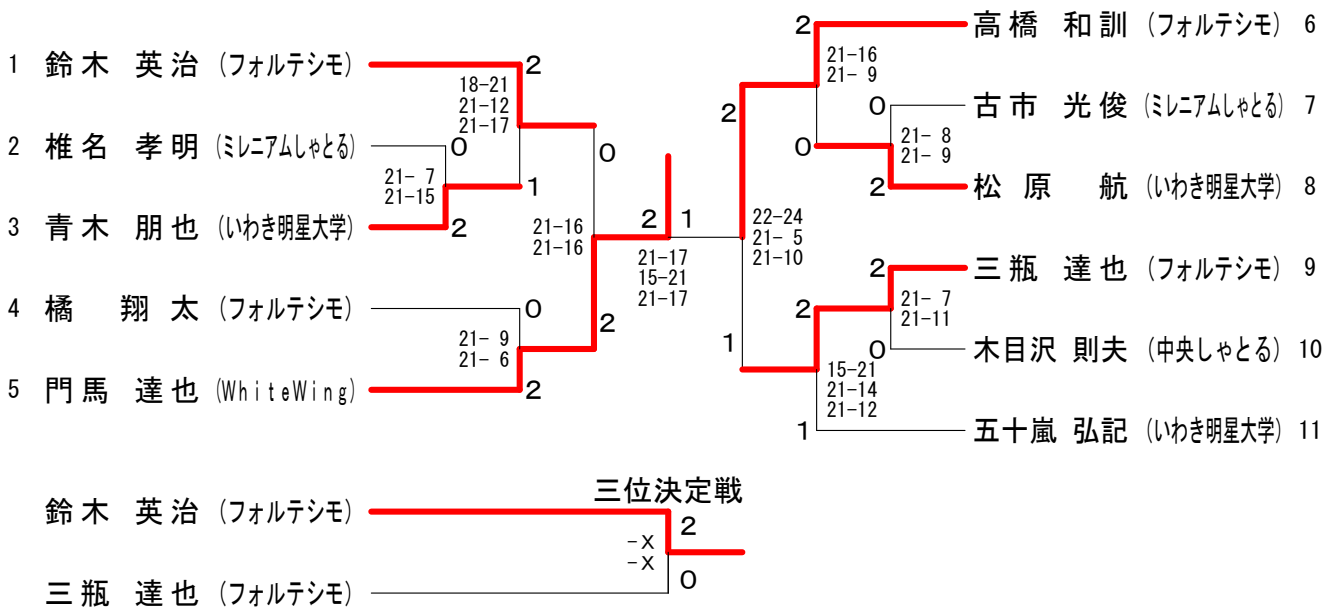 1 鈴木 英治 (フォルテシモ)
2
18-21
21-12
21-17
2 椎名 孝明 (ミレニアムしゃとる)
0
0
21- 7
21-15
1
3 青木 朋也 (いわき明星大学)
2
21-16
21-16
4 橘 翔太 (フォルテシモ)
0
21- 9
21- 6
2
5 門馬 達也 (WhiteWing)
2
2
1
21-17
15-21
21-17
2
高橋 和訓 (フォルテシモ) 6
21-16
21- 9
2
0
古市 光俊 (ミレニアムしゃとる) 7
21- 8
21- 9
0
2
松原 航 (いわき明星大学) 8
22-24
21- 5
21-10
2
三瓶 達也 (フォルテシモ) 9
21- 7
21-11
2
1
0
木目沢 則夫 (中央しゃとる) 10
15-21
21-14
21-12
1
五十嵐 弘記 (いわき明星大学) 11
三位決定戦
鈴木 英治 (フォルテシモ)
2
-X
-X
0
三瓶 達也 (フォルテシモ)